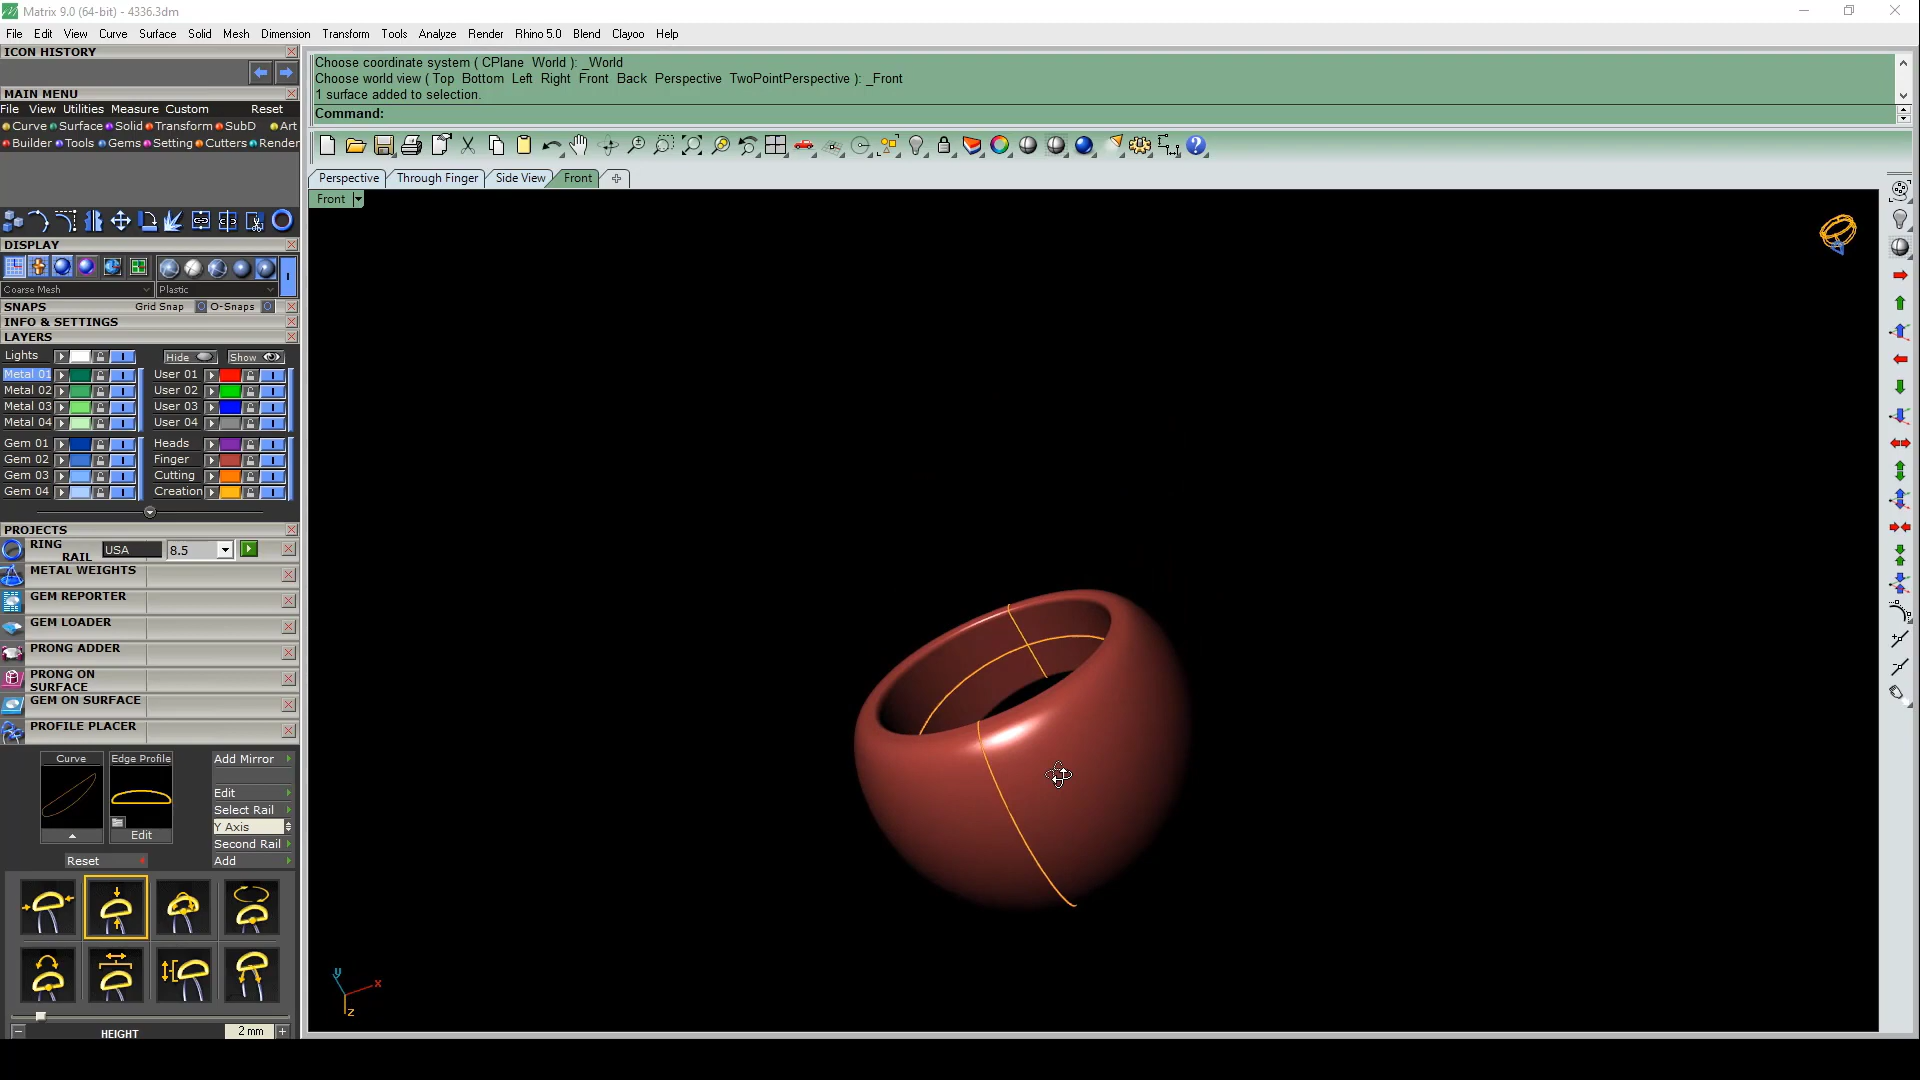 Matrix 9.0 (64-bit) - 4336.3dm
File Edit View Curve Surface Solid Mesh Dimension Transform Tools Analyze Render Rhino 5.0 Blend Clayoo Help
ICON HISTORY
MAIN MENU
File View Utilities Measure Custom Reset
Curve Surface Solid Transform SubD Art
Builder Tools Gems Setting Cutters Render
DISPLAY
Coarse Mesh Plastic
SNAPS Grid Snap O-Snaps
INFO & SETTINGS
LAYERS
Lights Hide Show
Metal 01 User 01
Metal 02 User 02
Metal 03 User 03
Metal 04 User 04
Gem 01 Heads
Gem 02 Finger
Gem 03 Cutting
Gem 04 Creation
PROJECTS
RING RAIL USA 8.5
METAL WEIGHTS
GEM REPORTER
GEM LOADER
PRONG ADDER
PRONG ON SURFACE
GEM ON SURFACE
PROFILE PLACER
Curve Edge Profile Add Mirror
Edit
Select Rail
Y Axis
Edit
Second Rail
Reset Add
HEIGHT 2 mm
Choose coordinate system ( CPlane World ): _World
Choose world view ( Top Bottom Left Right Front Back Perspective TwoPointPerspective ): _Front
1 surface added to selection.
Command:
Perspective Through Finger Side View Front
Front
y
x
z